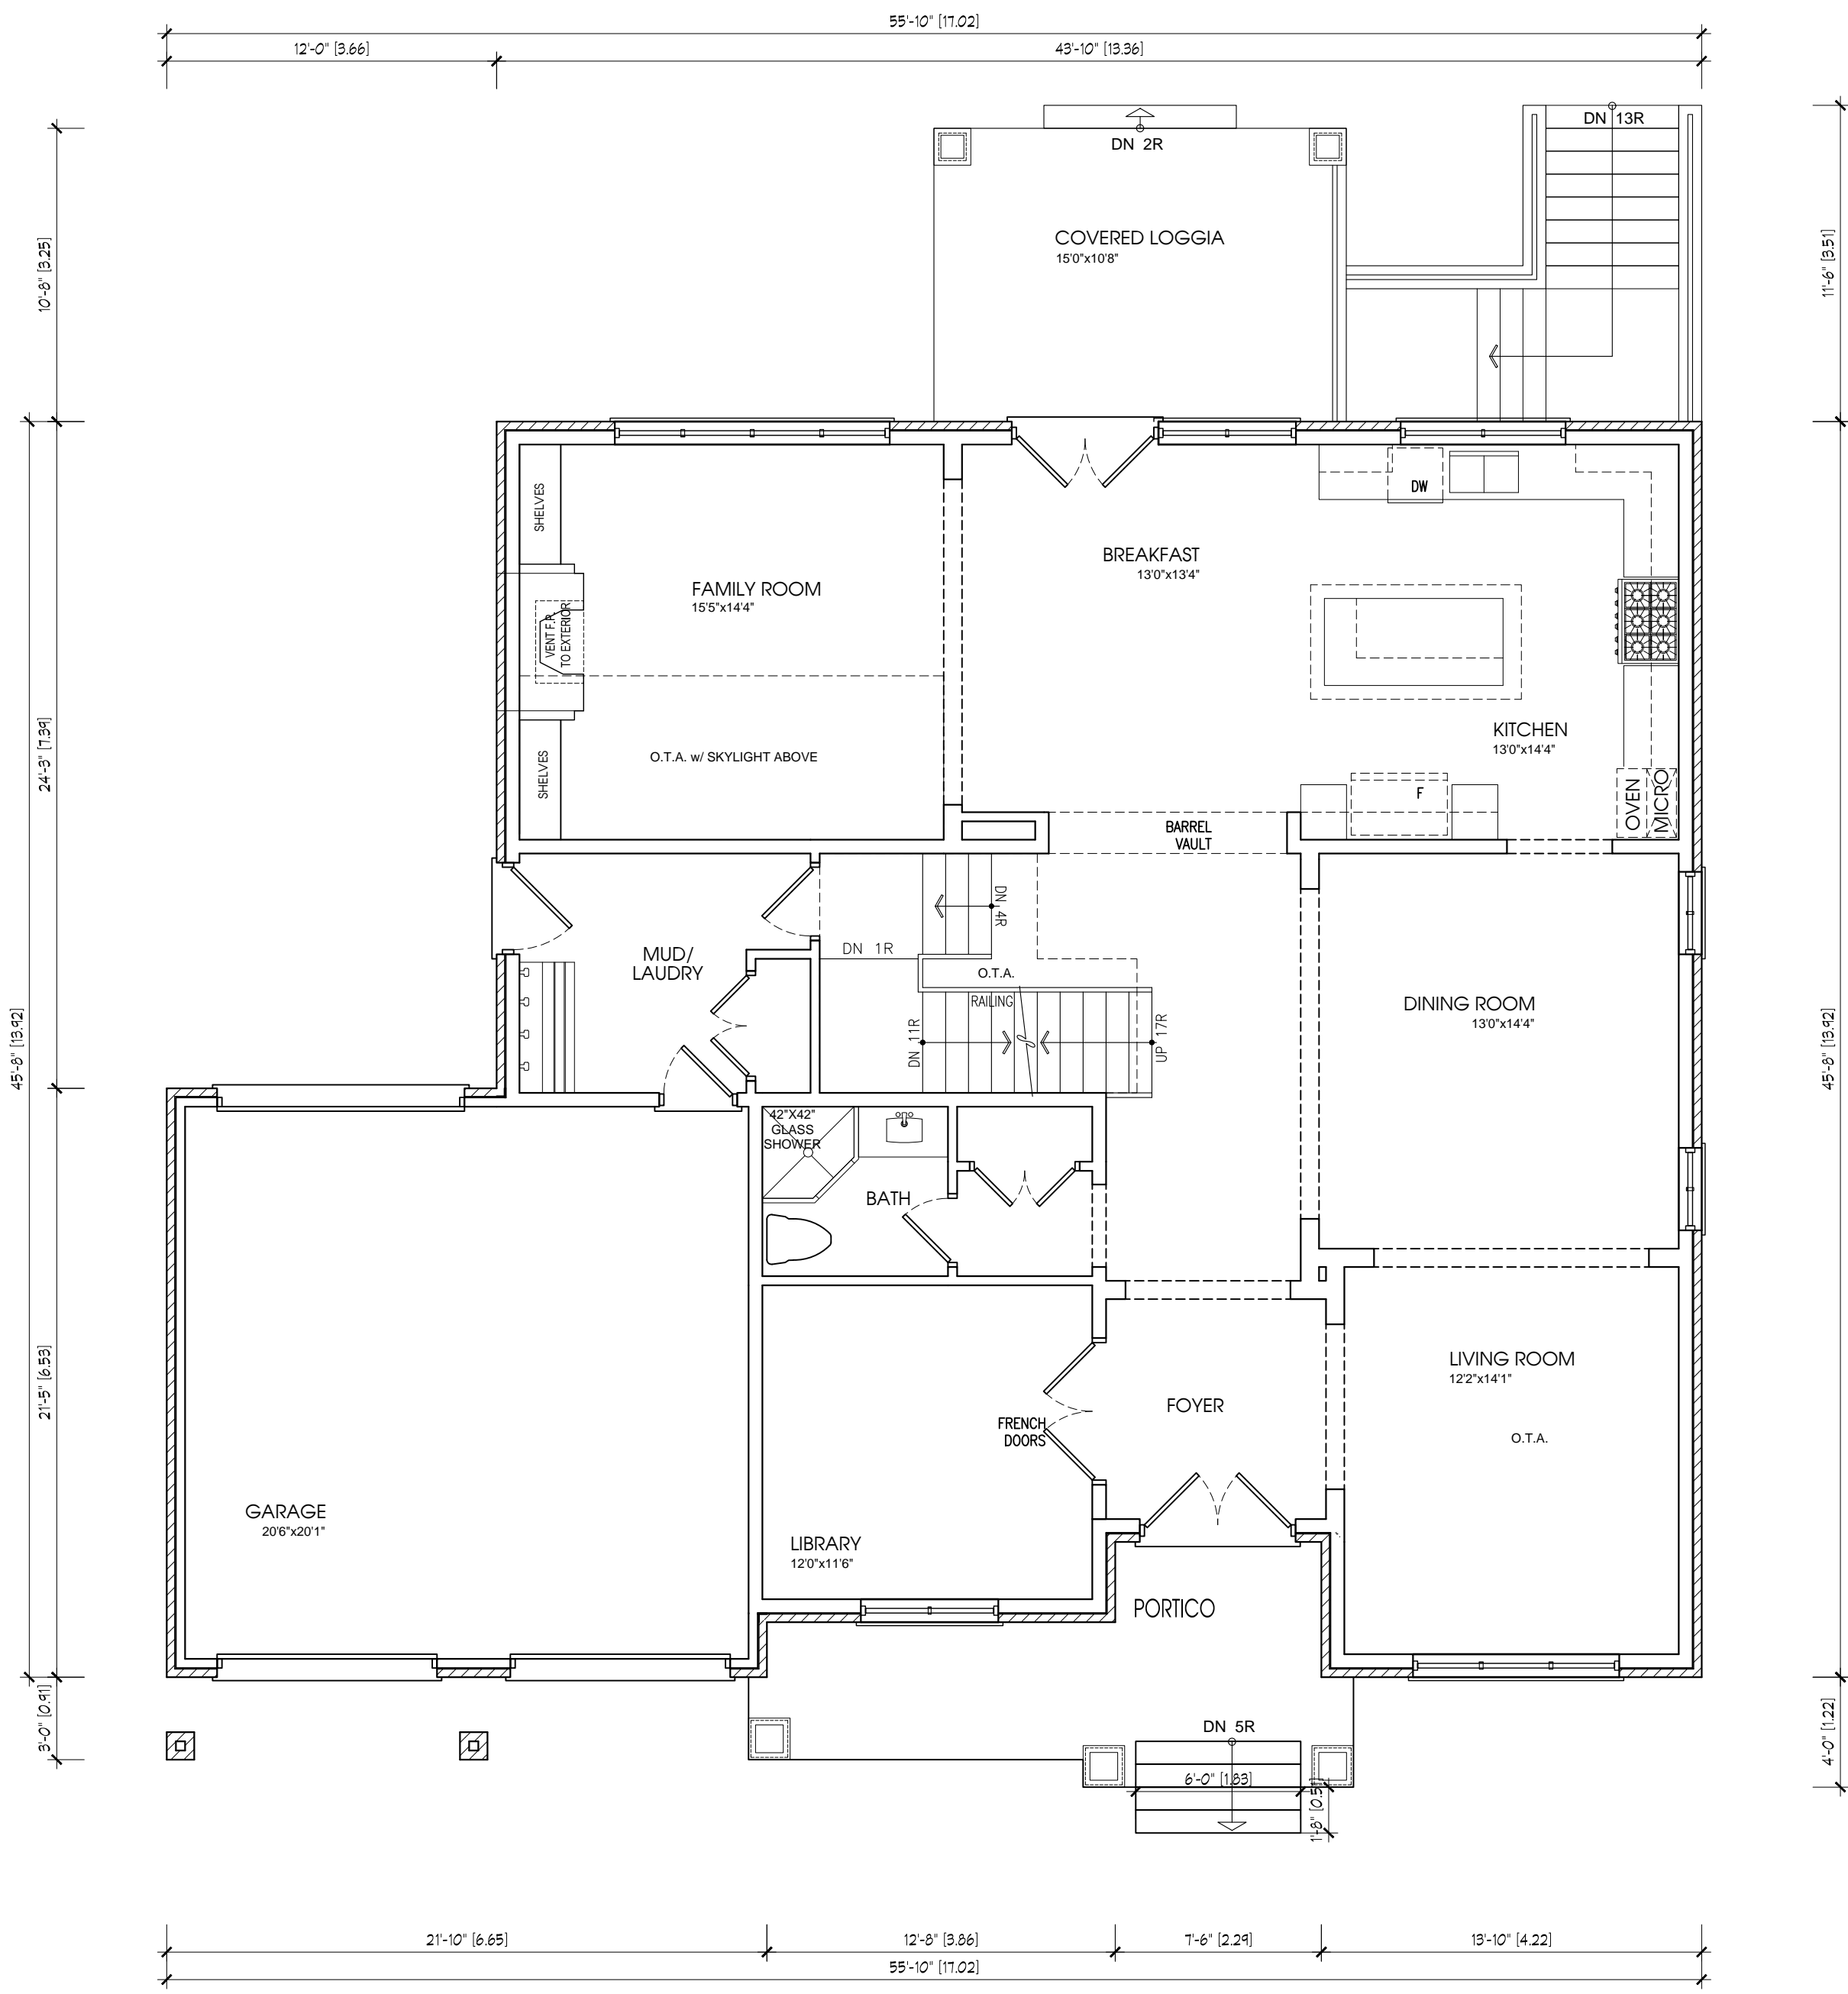 55'-10" [17.02]
12'-0" [3.66]
43'-10" [13.36]
DN 13R
DN 2R
COVERED LOGGIA
15'0"x10'8"
10'-8" [3.25]
11'-6" [3.51]
SHELVES
DW
BREAKFAST
13'0"x13'4"
FAMILY ROOM
15'5"x14'4"
VENT F.P.
TO EXTERIOR
KITCHEN
13'0"x14'4"
O.T.A. w/ SKYLIGHT ABOVE
SHELVES
24'-3" [7.39]
F
OVEN
MICRO
BARREL
VAULT
DN 4R
MUD/
LAUDRY
DN 1R
O.T.A.
RAILING
DN 11R
UP 17R
DINING ROOM
13'0"x14'4"
45'-8" [13.92]
45'-8" [13.92]
42"X42"
GLASS
SHOWER
BATH
21'-5" [6.53]
LIVING ROOM
12'2"x14'1"
FOYER
FRENCH
DOORS
O.T.A.
GARAGE
20'6"x20'1"
LIBRARY
12'0"x11'6"
PORTICO
3'-0" [0.91]
DN 5R
4'-0" [1.22]
6'-0" [1.83]
1'-8" [0.51]
21'-10" [6.65]
12'-8" [3.86]
7'-6" [2.29]
13'-10" [4.22]
55'-10" [17.02]